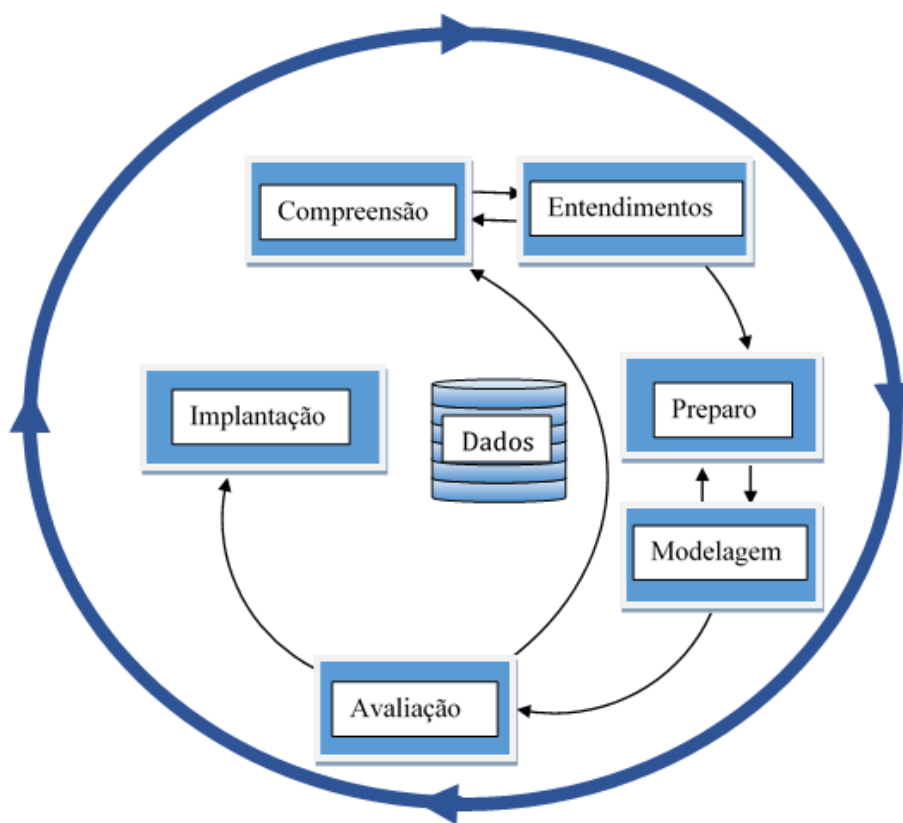 Compreensão
Entendimentos
Preparo
Implantação
Dados
Modelagem
Avaliação